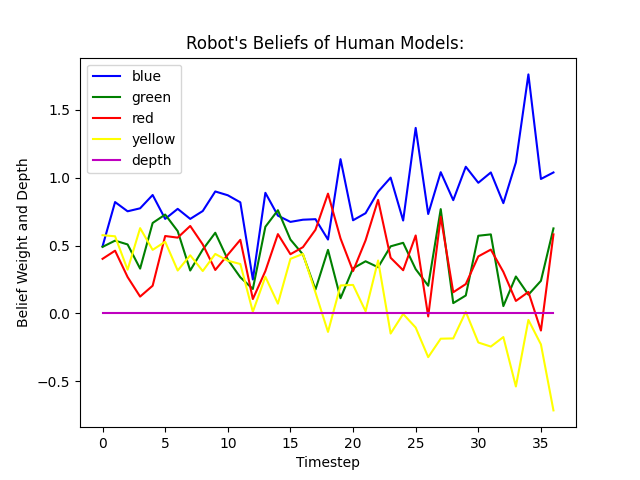 Robot's Beliefs of Human Models:
blue
green
red
yellow
depth
1.5
1.0
0.5
0.0
−0.5
Belief Weight and Depth
0 5 10 15 20 25 30 35
Timestep